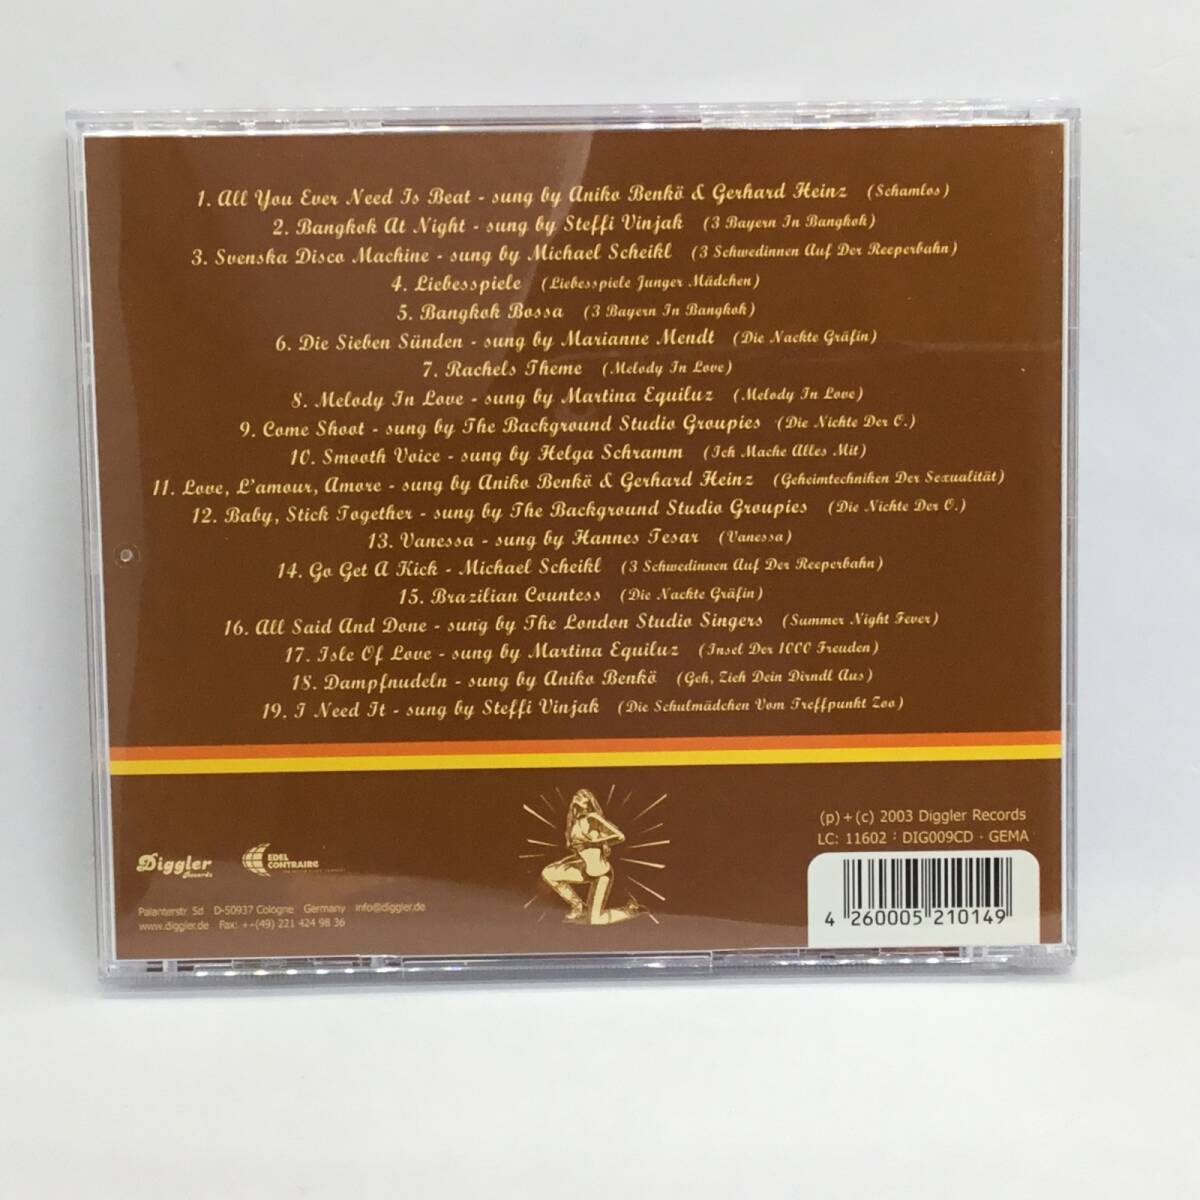 1. All You Ever Need Is Beat - sung by Aniko Benkö & Gerhard Heinz (Schamlos)
2. Bangkok At Night - sung by Steffi Vinjak (3 Bayern In Bangkok)
3. Svenska Disco Machine - sung by Michael Scheikl (3 Schwedinnen Auf Der Reeperbahn)
4. Liebesspiele (Liebesspiele Junger Mädchen)
5. Bangkok Bossa (3 Bayern In Bangkok)
6. Die Sieben Sünden - sung by Marianne Mendt (Die Nackte Gräfin)
7. Rachels Theme (Melody In Love)
8. Melody In Love - sung by Martina Equiluz (Melody In Love)
9. Come Shoot - sung by The Background Studio Groupies (Die Nichte Der O.)
10. Smooth Voice - sung by Helga Schramm (Ich Mache Alles Mit)
11. Love, L'amour, Amore - sung by Aniko Benkö & Gerhard Heinz (Geheimtechniken Der Sexualität)
12. Baby, Stick Together - sung by The Background Studio Groupies (Die Nichte Der O.)
13. Vanessa - sung by Hannes Tesar (Vanessa)
14. Go Get A Kick - Michael Scheikl (3 Schwedinnen Auf Der Reeperbahn)
15. Brazilian Countess (Die Nackte Gräfin)
16. All Said And Done - sung by The London Studio Singers (Summer Night Fever)
17. Isle Of Love - sung by Martina Equiluz (Insel Der 1000 Freuden)
18. Dampfnudeln - sung by Aniko Benkö (Geh, Zieh Dein Dirndl Aus)
19. I Need It - sung by Steffi Vinjak (Die Schulmädchen Vom Treffpunkt Zoo)
(p)+(c) 2003 Diggler Records
LC: 11602 : DIG009CD · GEMA
Diggler
Records
EDEL
CONTRAIRE
Palanterstr 5d D-50937 Cologne Germany info@diggler.de
www.diggler.de Fax: ++(49) 221 424 98 36
4 260005 210149